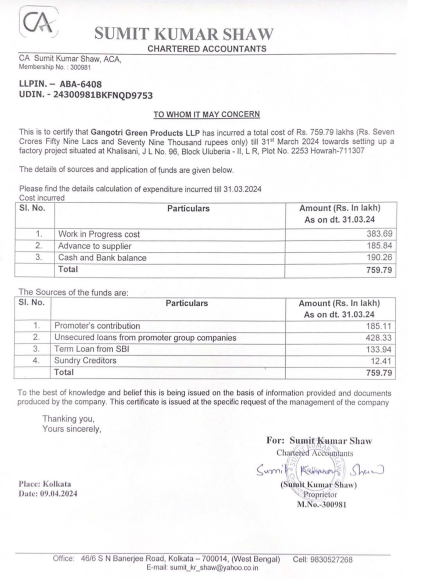 CA
SUMIT KUMAR SHAW
CHARTERED ACCOUNTANTS
CA Sumit Kumar Shaw, ACA,
Membership No. : 300981
LLPIN. – ABA-6408
UDIN. - 24300981BKFNQD9753
TO WHOM IT MAY CONCERN
This is to certify that Gangotri Green Products LLP has incurred a total cost of Rs. 759.79 lakhs (Rs. Seven
Crores Fifty Nine Lacs and Seventy Nine Thousand rupees only) till 31st March 2024 towards setting up a
factory project situated at Khalisani, J L No. 96, Block Uluberia - II, L R, Plot No. 2253 Howrah-711307
The details of sources and application of funds are given below.
Please find the details calculation of expenditure incurred till 31.03.2024
Cost incurred
Sl. No. Particulars Amount (Rs. In lakh)
As on dt. 31.03.24
1. Work in Progress cost 383.69
2. Advance to supplier 185.84
3. Cash and Bank balance 190.26
Total 759.79
The Sources of the funds are:
Sl. No. Particulars Amount (Rs. In lakh)
As on dt. 31.03.24
1. Promoter's contribution 185.11
2. Unsecured loans from promoter group companies 428.33
3. Term Loan from SBI 133.94
4. Sundry Creditors 12.41
Total 759.79
To the best of knowledge and belief this is being issued on the basis of information provided and documents
produced by the company. This certificate is issued at the specific request of the management of the company
Thanking you,
Yours sincerely,
For: Sumit Kumar Shaw
Chartered Accountants
Sumit Kumar Shaw
(Sumit Kumar Shaw)
Proprietor
M.No.-300981
Place: Kolkata
Date: 09.04.2024
Office: 46/6 S N Banerjee Road, Kolkata – 700014, (West Bengal) Cell: 9830527268
E-mail: sumit_kr_shaw@yahoo.co.in